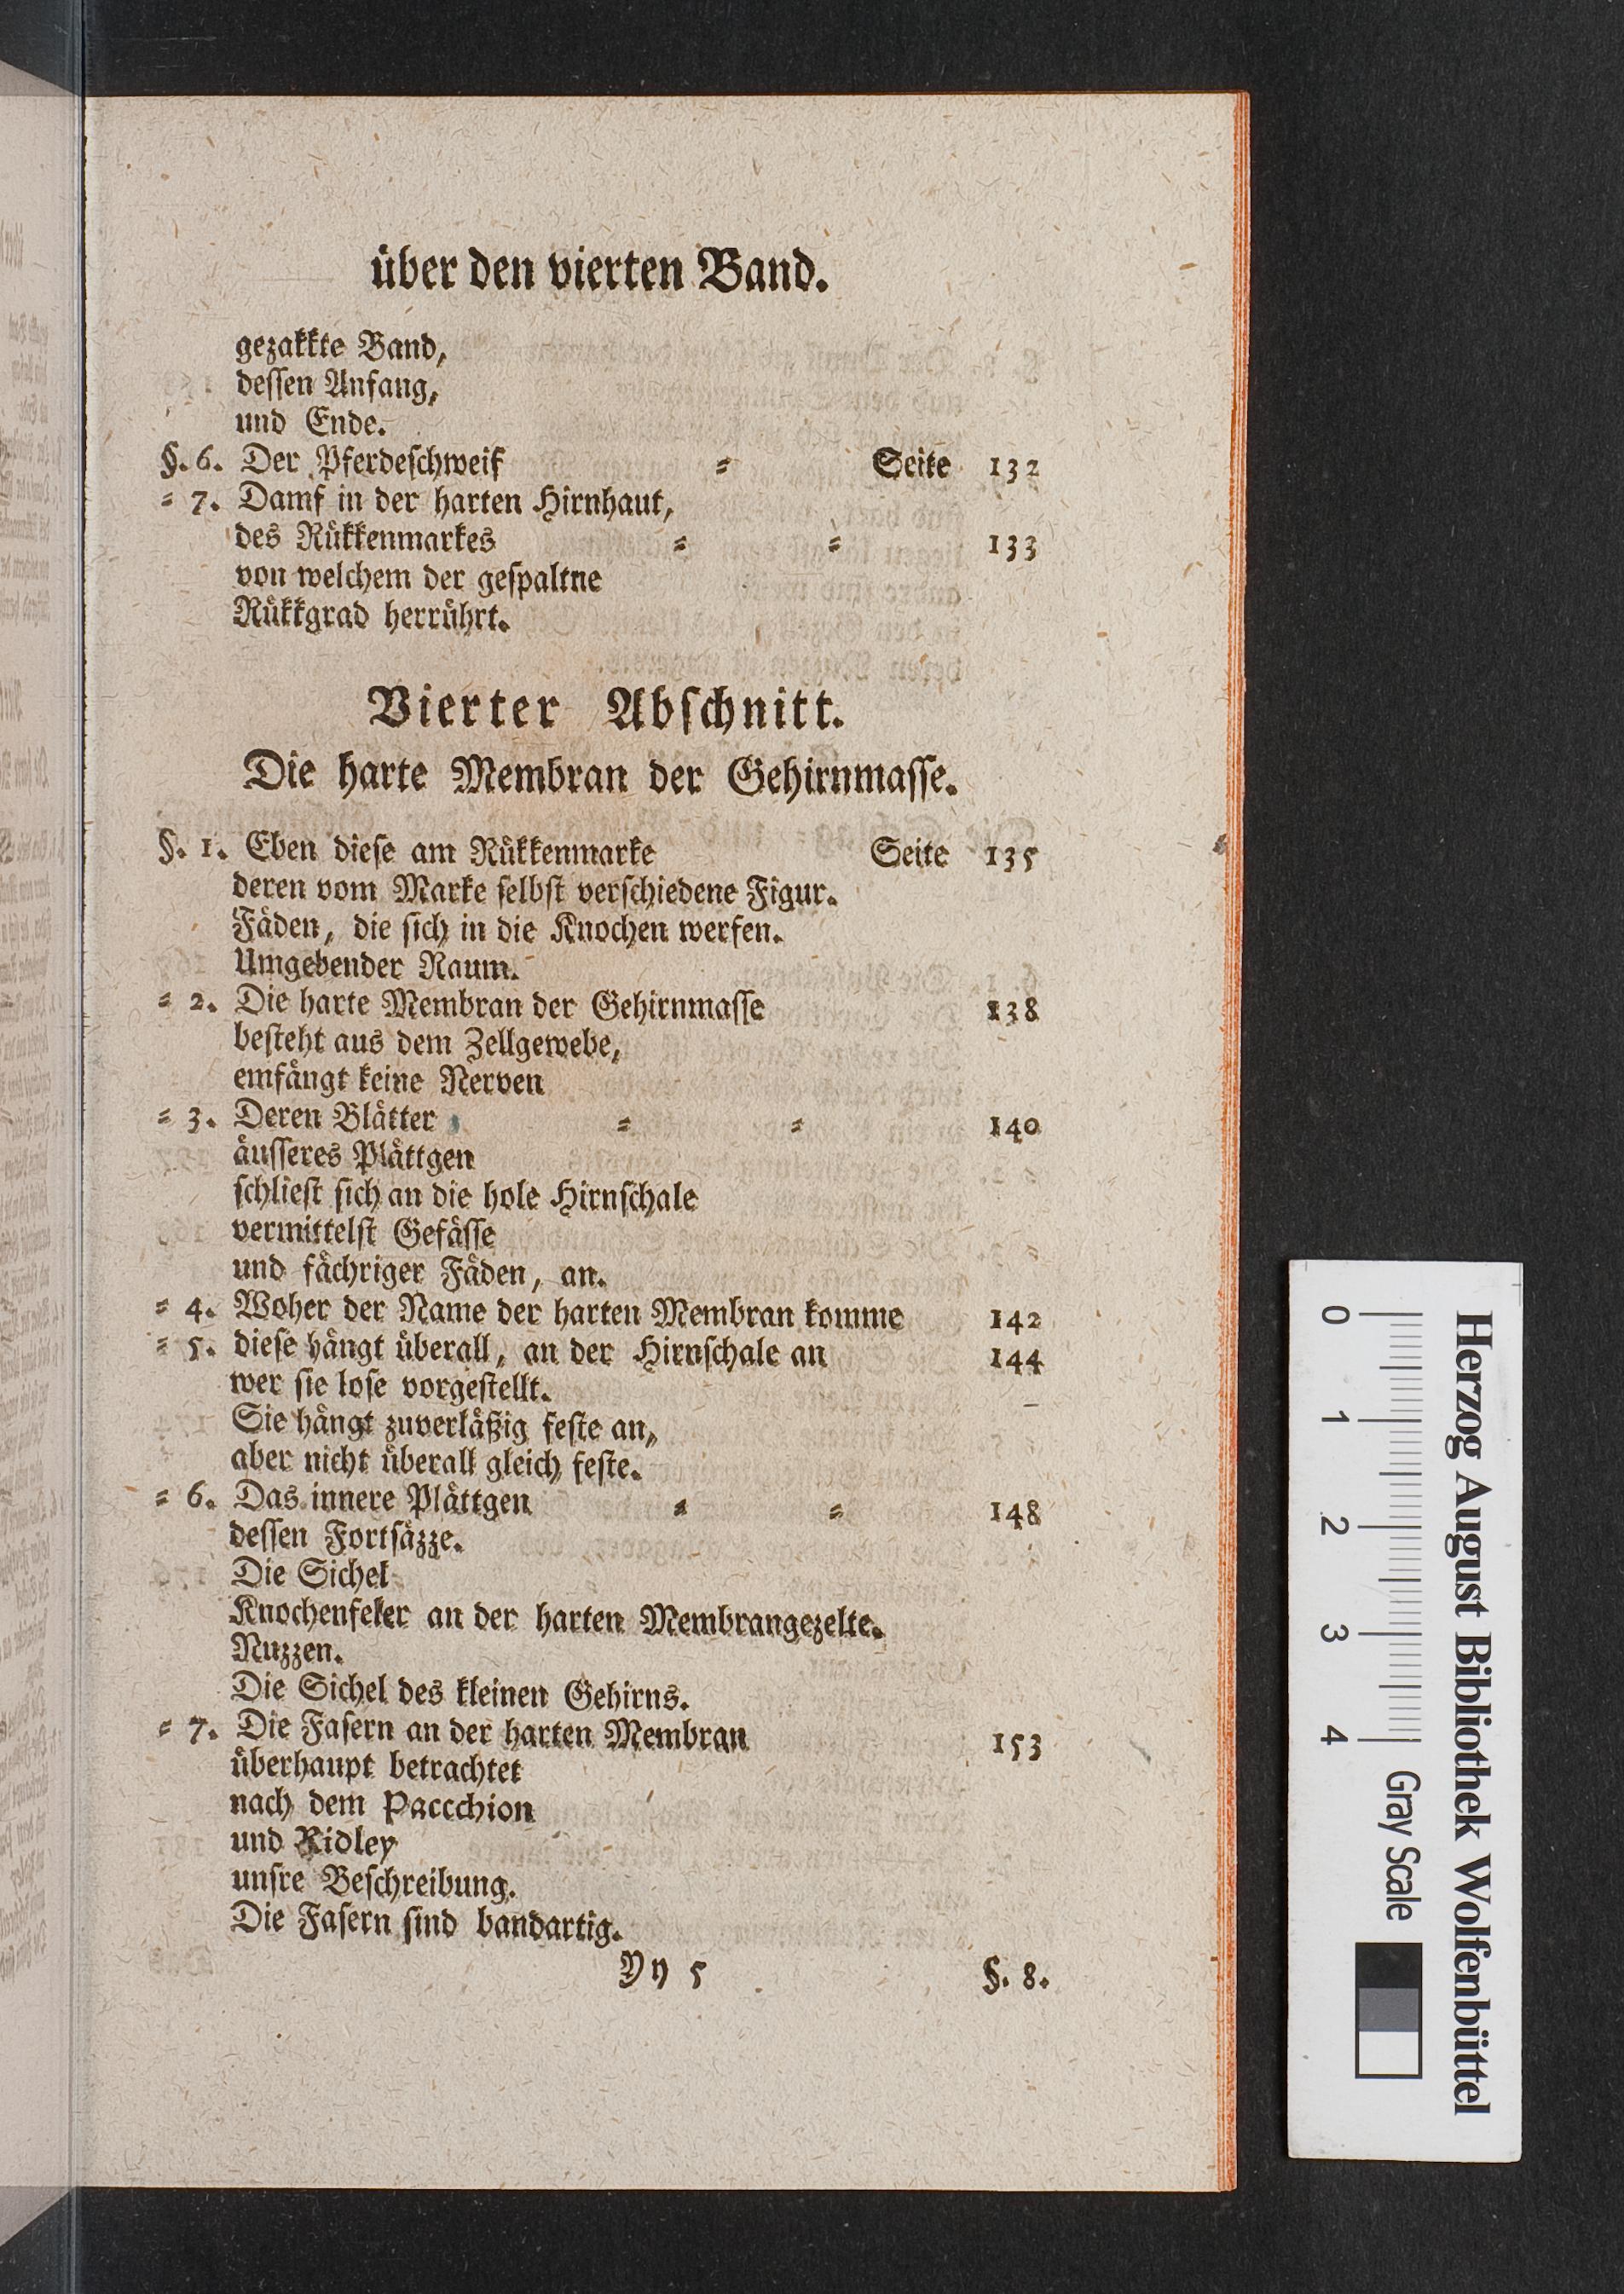 über den vierten Band.
gezakkte Band,
dessen Anfang,
und Ende.
§. 6. Der Pferdeschweif = Seite 132
= 7. Damf in der harten Hirnhaut,
des Rükkenmarkes = = 133
von welchem der gespaltne
Rükkgrad herrührt.
Vierter Abschnitt.
Die harte Membran der Gehirnmasse.
§. 1. Eben diese am Rükkenmarke Seite 135
deren vom Marke selbst verschiedene Figur.
Fäden, die sich in die Knochen werfen.
Umgebender Raum.
= 2. Die harte Membran der Gehirnmasse 138
besteht aus dem Zellgewebe,
emfängt keine Nerven
= 3. Deren Blätter = = 140
äusseres Plättgen
schliest sich an die hole Hirnschale
vermittelst Gefässe
und fächriger Fäden, an.
= 4. Woher der Name der harten Membran komme 142
= 5. diese hängt überall, an der Hirnschale an 144
wer sie lose vorgestellt.
Sie hängt zuverläßig feste an,
aber nicht überall gleich feste.
= 6. Das innere Plättgen = = 148
dessen Fortsäzze.
Die Sichel
Knochenfeker an der harten Membrangezelte.
Nuzzen.
Die Sichel des kleinen Gehirns.
= 7. Die Fasern an der harten Membran 153
überhaupt betrachtet
nach dem Paccchion
und Ridley
unsre Beschreibung.
Die Fasern sind bandartig.
Yy 5 §. 8.
Herzog August Bibliothek Wolfenbüttel
0 1 2 3 4 Gray Scale